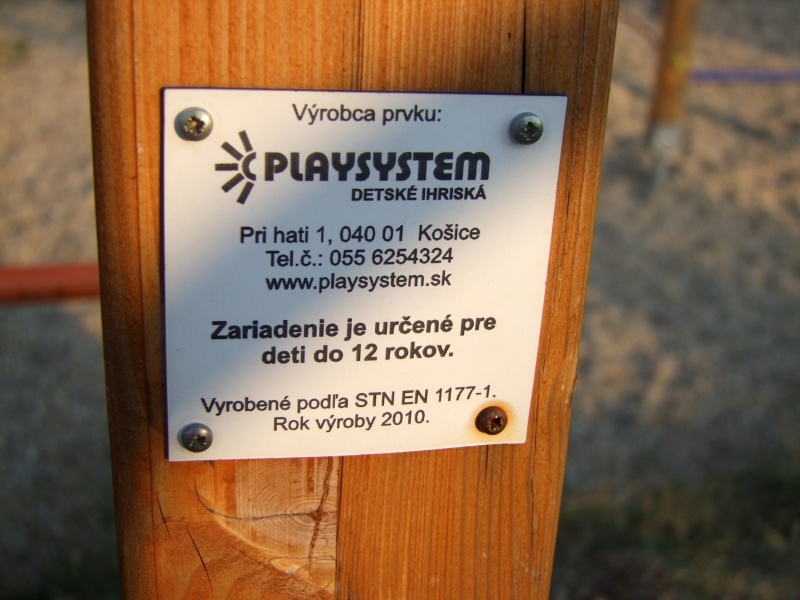 Výrobca prvku:
PLAYSYSTEM
DETSKÉ IHRISKÁ
Pri hati 1, 040 01 Košice
Tel.č.: 055 6254324
www.playsystem.sk
Zariadenie je určené pre
deti do 12 rokov.
Vyrobené podľa STN EN 1177-1.
Rok výroby 2010.